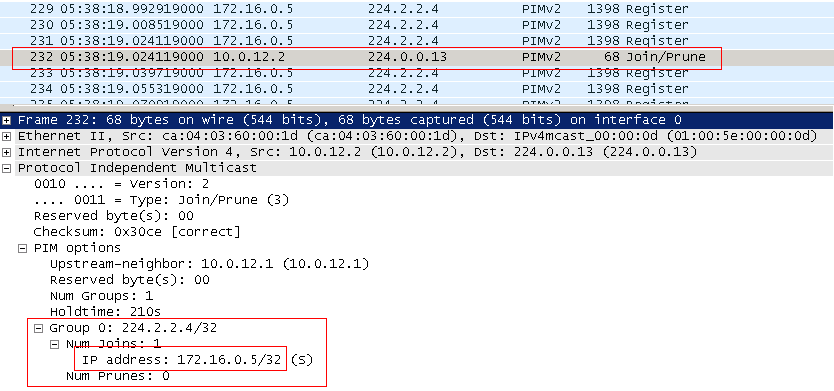 229 05:38:18.992919000 172.16.0.5 224.2.2.4 PIMv2 1398 Register
230 05:38:19.008519000 172.16.0.5 224.2.2.4 PIMv2 1398 Register
231 05:38:19.024119000 172.16.0.5 224.2.2.4 PIMv2 1398 Register
232 05:38:19.024119000 10.0.12.2 224.0.0.13 PIMv2 68 Join/Prune
233 05:38:19.039719000 172.16.0.5 224.2.2.4 PIMv2 1398 Register
234 05:38:19.055319000 172.16.0.5 224.2.2.4 PIMv2 1398 Register
Frame 232: 68 bytes on wire (544 bits), 68 bytes captured (544 bits) on interface 0
Ethernet II, Src: ca:04:03:60:00:1d (ca:04:03:60:00:1d), Dst: IPv4mcast_00:00:0d (01:00:5e:00:00:0d)
Internet Protocol Version 4, Src: 10.0.12.2 (10.0.12.2), Dst: 224.0.0.13 (224.0.0.13)
Protocol Independent Multicast
0010 .... = Version: 2
.... 0011 = Type: Join/Prune (3)
Reserved byte(s): 00
Checksum: 0x30ce [correct]
PIM options
Upstream-neighbor: 10.0.12.1 (10.0.12.1)
Reserved byte(s): 00
Num Groups: 1
Holdtime: 210s
Group 0: 224.2.2.4/32
Num Joins: 1
IP address: 172.16.0.5/32 (S)
Num Prunes: 0